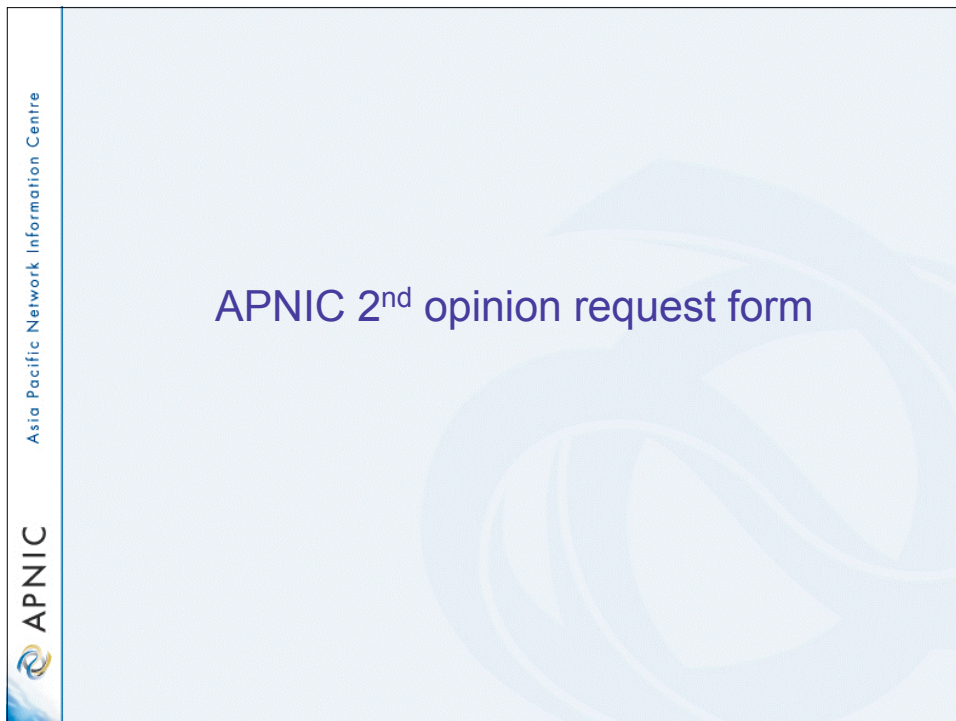 APNIC 2nd opinion request form
Asia Pacific Network Information Centre
APNIC